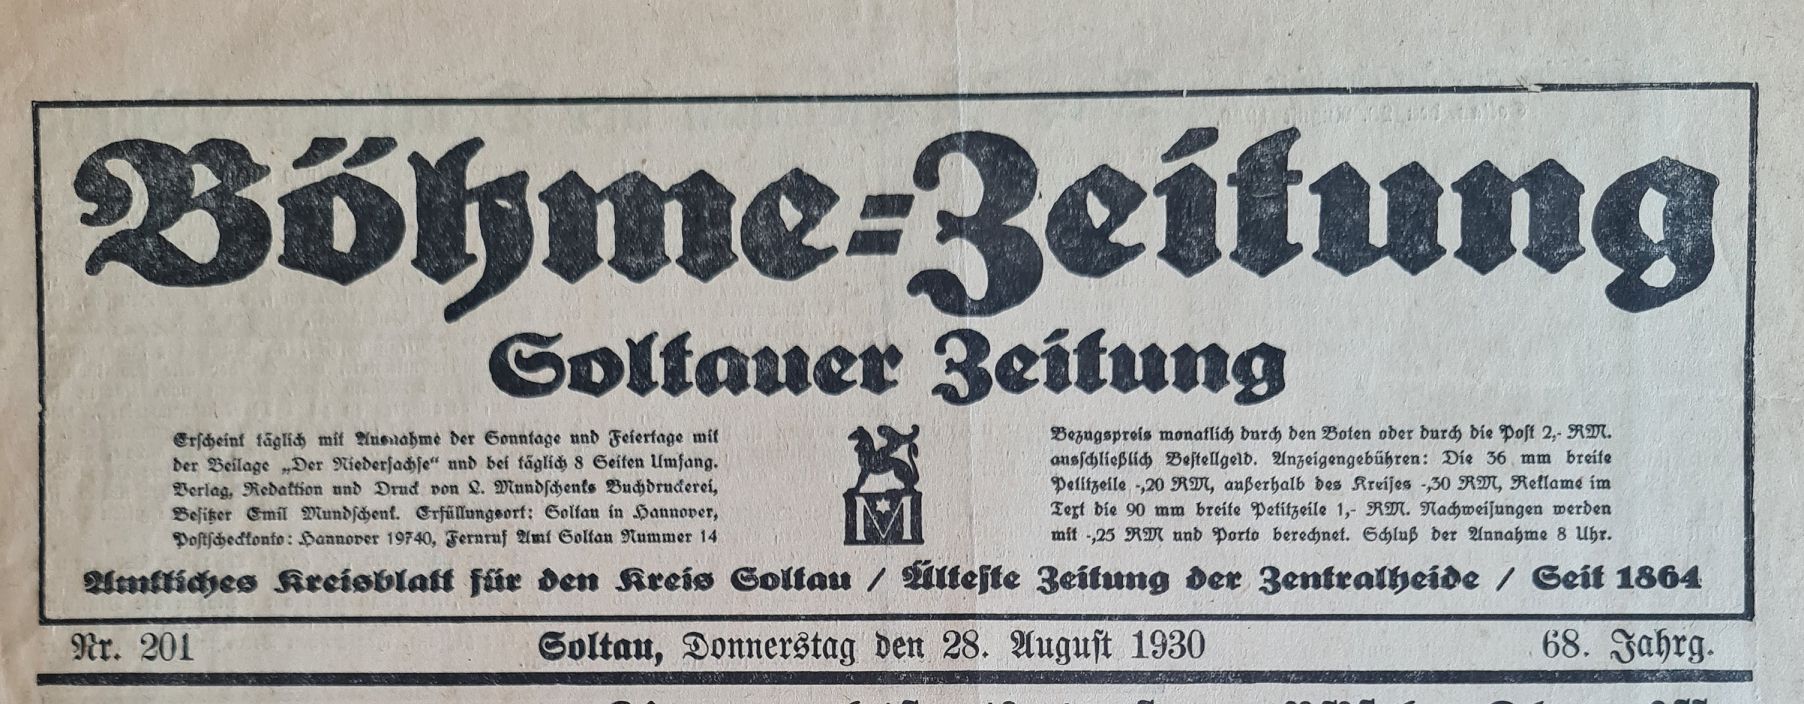 Böhme-Zeitung
Soltauer Zeitung
Erscheint täglich mit Ausnahme der Sonntage und Feiertage mit
der Beilage „Der Niedersachse“ und bei täglich 8 Seiten Umfang.
Verlag, Redaktion und Druck von L. Mundschenks Buchdruckerei,
Besitzer Emil Mundschenk. Erfüllungsort: Soltau in Hannover,
Postscheckkonto: Hannover 19740, Fernruf Amt Soltau Nummer 14
M
Bezugspreis monatlich durch den Boten oder durch die Post 2,- RM.
ausschließlich Bestellgeld. Anzeigengebühren: Die 36 mm breite
Petitzeile -,20 RM, außerhalb des Kreises -,30 RM, Reklame im
Text die 90 mm breite Petitzeile 1,- RM. Nachweisungen werden
mit -,25 RM und Porto berechnet. Schluß der Annahme 8 Uhr.
Amtliches Kreisblatt für den Kreis Soltau / Älteste Zeitung der Zentralheide / Seit 1864
Nr. 201 Soltau, Donnerstag den 28. August 1930 68. Jahrg.